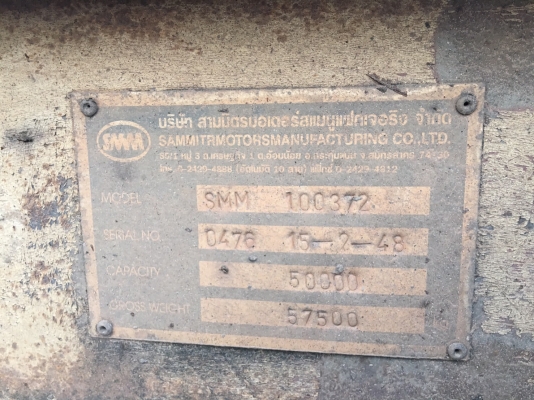 SMM
บริษัท สามมิตรมอเตอร์สแมนูแฟคเจอริง จำกัด
SAMMITRMOTORSMANUFACTURING CO.,LTD.
MODEL SMM 100372
SERIAL NO. 0476 15-2-48
CAPACITY 50000
GROSS WEIGHT 57500